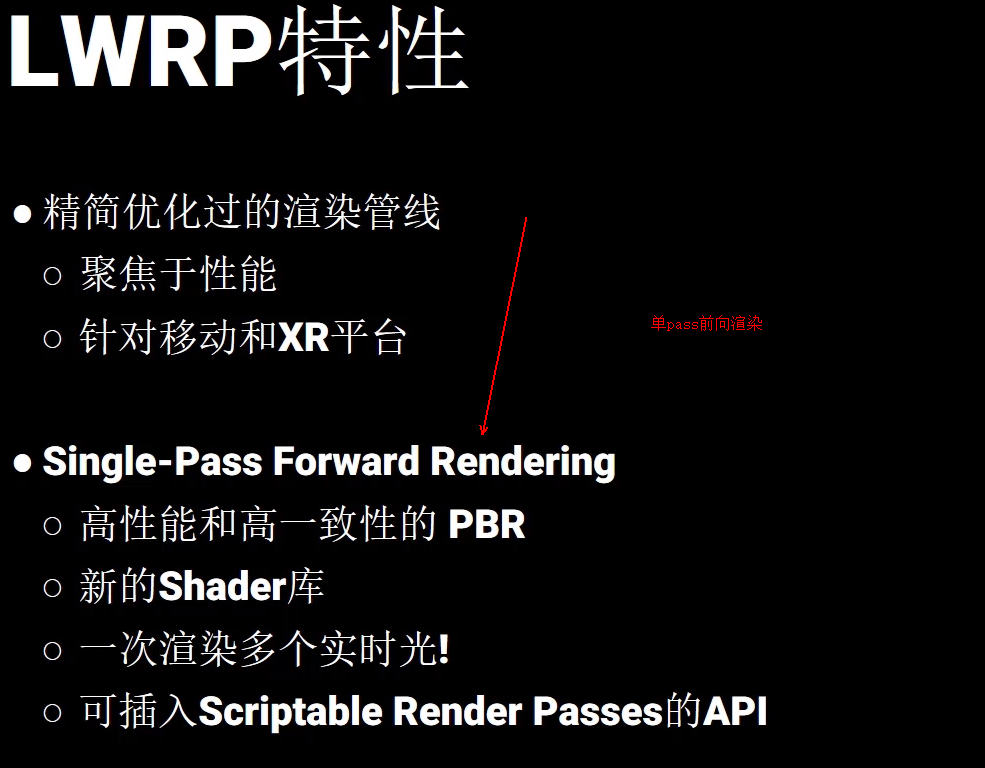 LWRP特性
● 精简优化过的渲染管线
○ 聚焦于性能
○ 针对移动和XR平台
单pass前向渲染
● Single-Pass Forward Rendering
○ 高性能和高一致性的 PBR
○ 新的Shader库
○ 一次渲染多个实时光!
○ 可插入Scriptable Render Passes的API